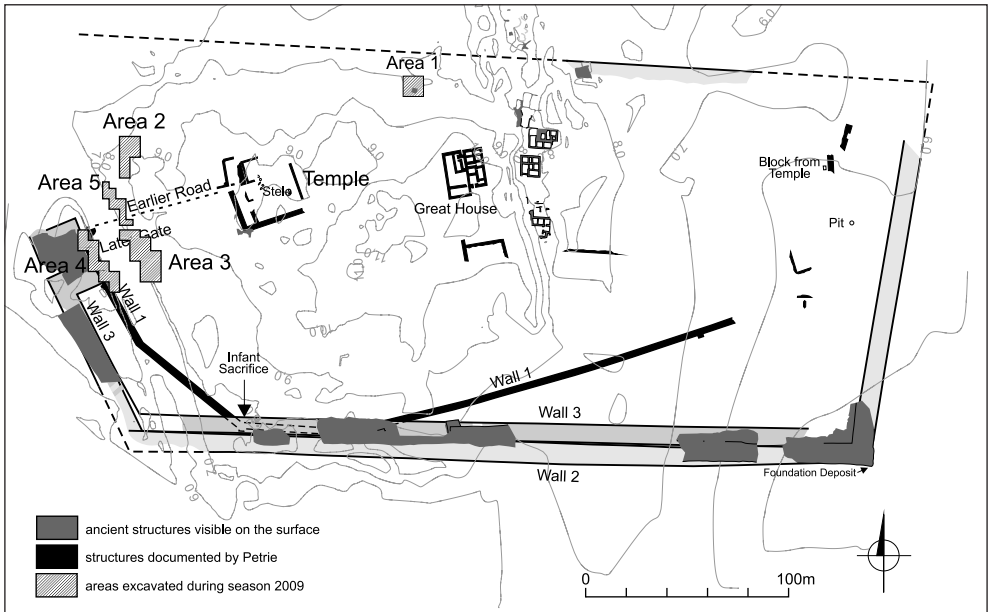 Area 1
Area 2
Area 5
Earlier Road
Stele
Temple
Great House
Block from
Temple
Pit
Later Gate
Area 4
Area 3
Wall 1
Wall 3
Infant
Sacrifice
Wall 1
Wall 3
Wall 2
Foundation Deposit
ancient structures visible on the surface
structures documented by Petrie
areas excavated during season 2009
0
100m